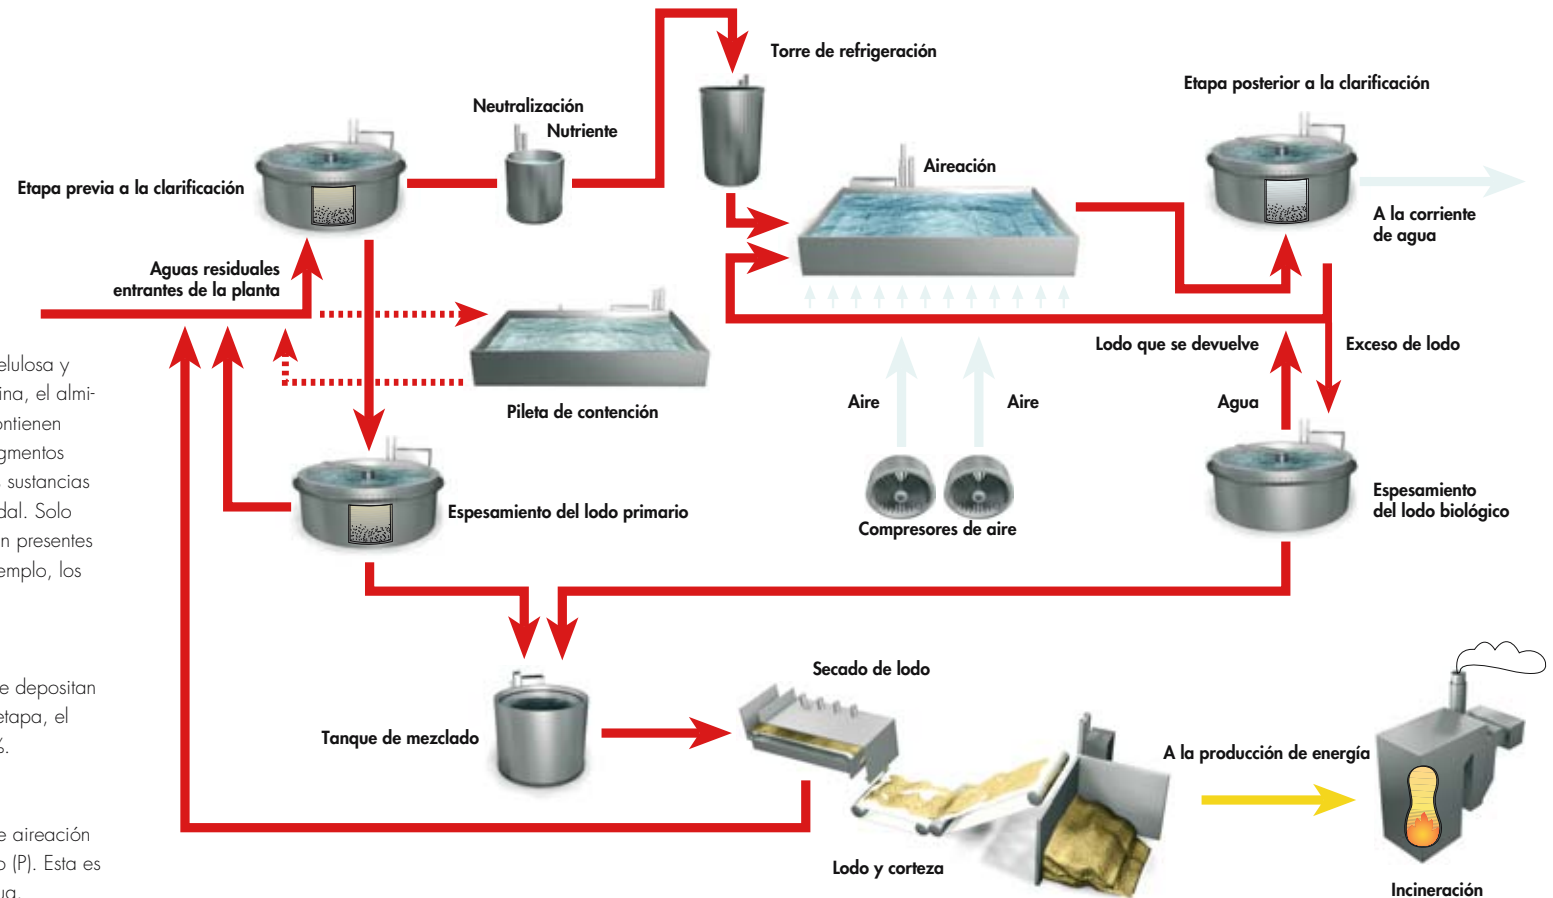 Torre de refrigeración
Etapa posterior a la clarificación
Neutralización
Nutriente
Aireación
Etapa previa a la clarificación
A la corriente
de agua
Aguas residuales
entrantes de la planta
Lodo que se devuelve
Exceso de lodo
Pileta de contención
Aire
Aire
Agua
Espesamiento del lodo primario
Compresores de aire
Espesamiento
del lodo biológico
elulosa y
ina, el almi-
ontienen
gmentos
s sustancias
dal. Solo
n presentes
emplo, los
e depositan
etapa, el
%.
e aireación
o (P). Esta es
ua.
Secado de lodo
Tanque de mezclado
A la producción de energía
Lodo y corteza
Incineración